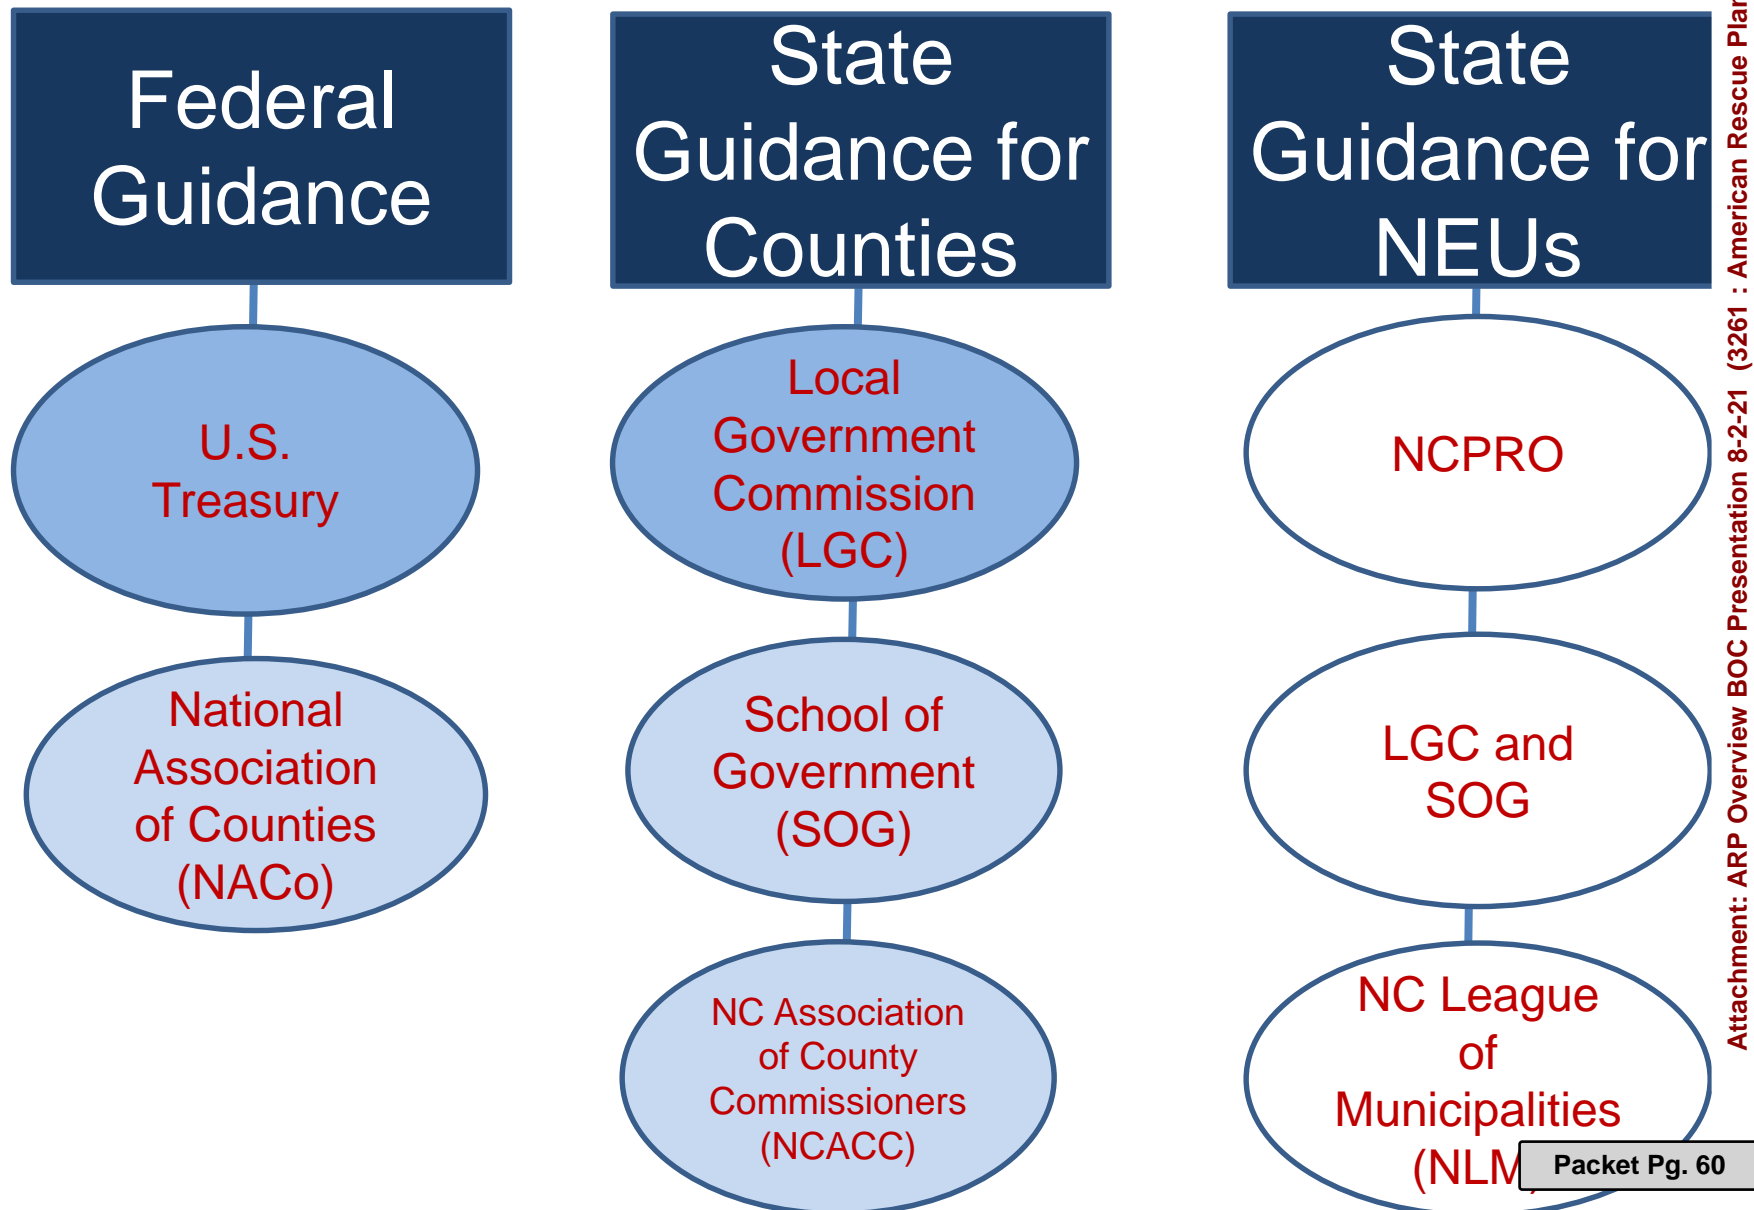 Federal
Guidance
U.S.
Treasury
National
Association
of Counties
(NACo)
State
Guidance for
Counties
Local
Government
Commission
(LGC)
School of
Government
(SOG)
NC Association
of County
Commissioners
(NCACC)
State
Guidance for
NEUs
NCPRO
LGC and
SOG
NC League
of
Municipalities
(NLM
Packet Pg. 60
Attachment: ARP Overview BOC Presentation 8-2-21 (3261 : American Rescue Plan